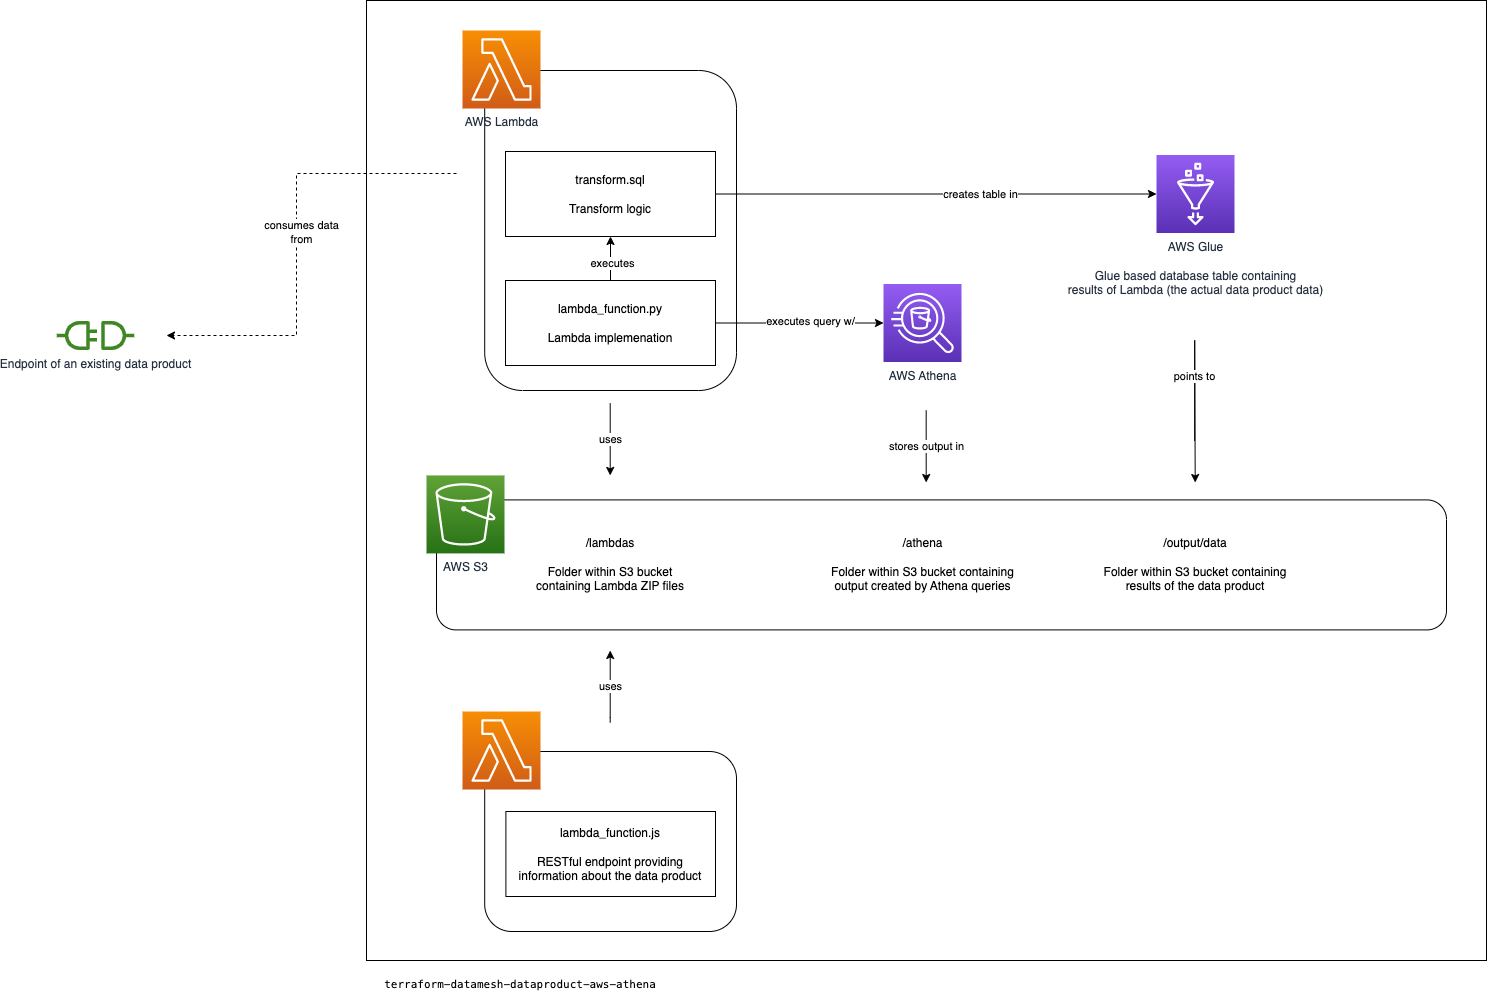 AWS Lambda
transform.sql
Transform logic
creates table in
AWS Glue
consumes data
from
executes
Glue based database table containing
results of Lambda (the actual data product data)
lambda_function.py
Lambda implemenation
executes query w/
AWS Athena
Endpoint of an existing data product
points to
uses
stores output in
AWS S3
/lambdas
Folder within S3 bucket
containing Lambda ZIP files
/athena
Folder within S3 bucket containing
output created by Athena queries
/output/data
Folder within S3 bucket containing
results of the data product
uses
lambda_function.js
RESTful endpoint providing
information about the data product
terraform-datamesh-dataproduct-aws-athena